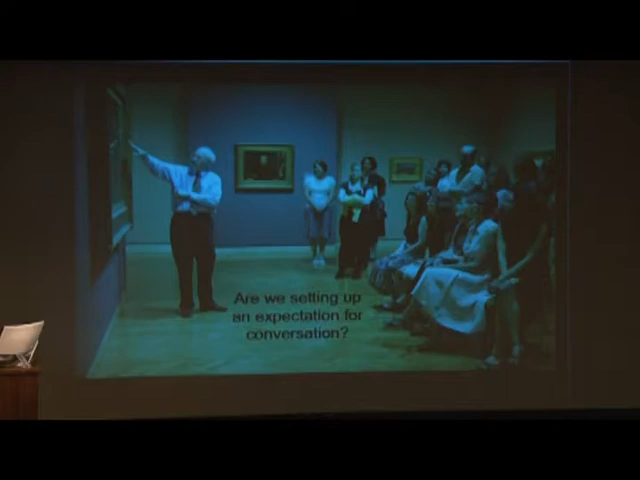 Are we setting up
an expectation for
conversation?